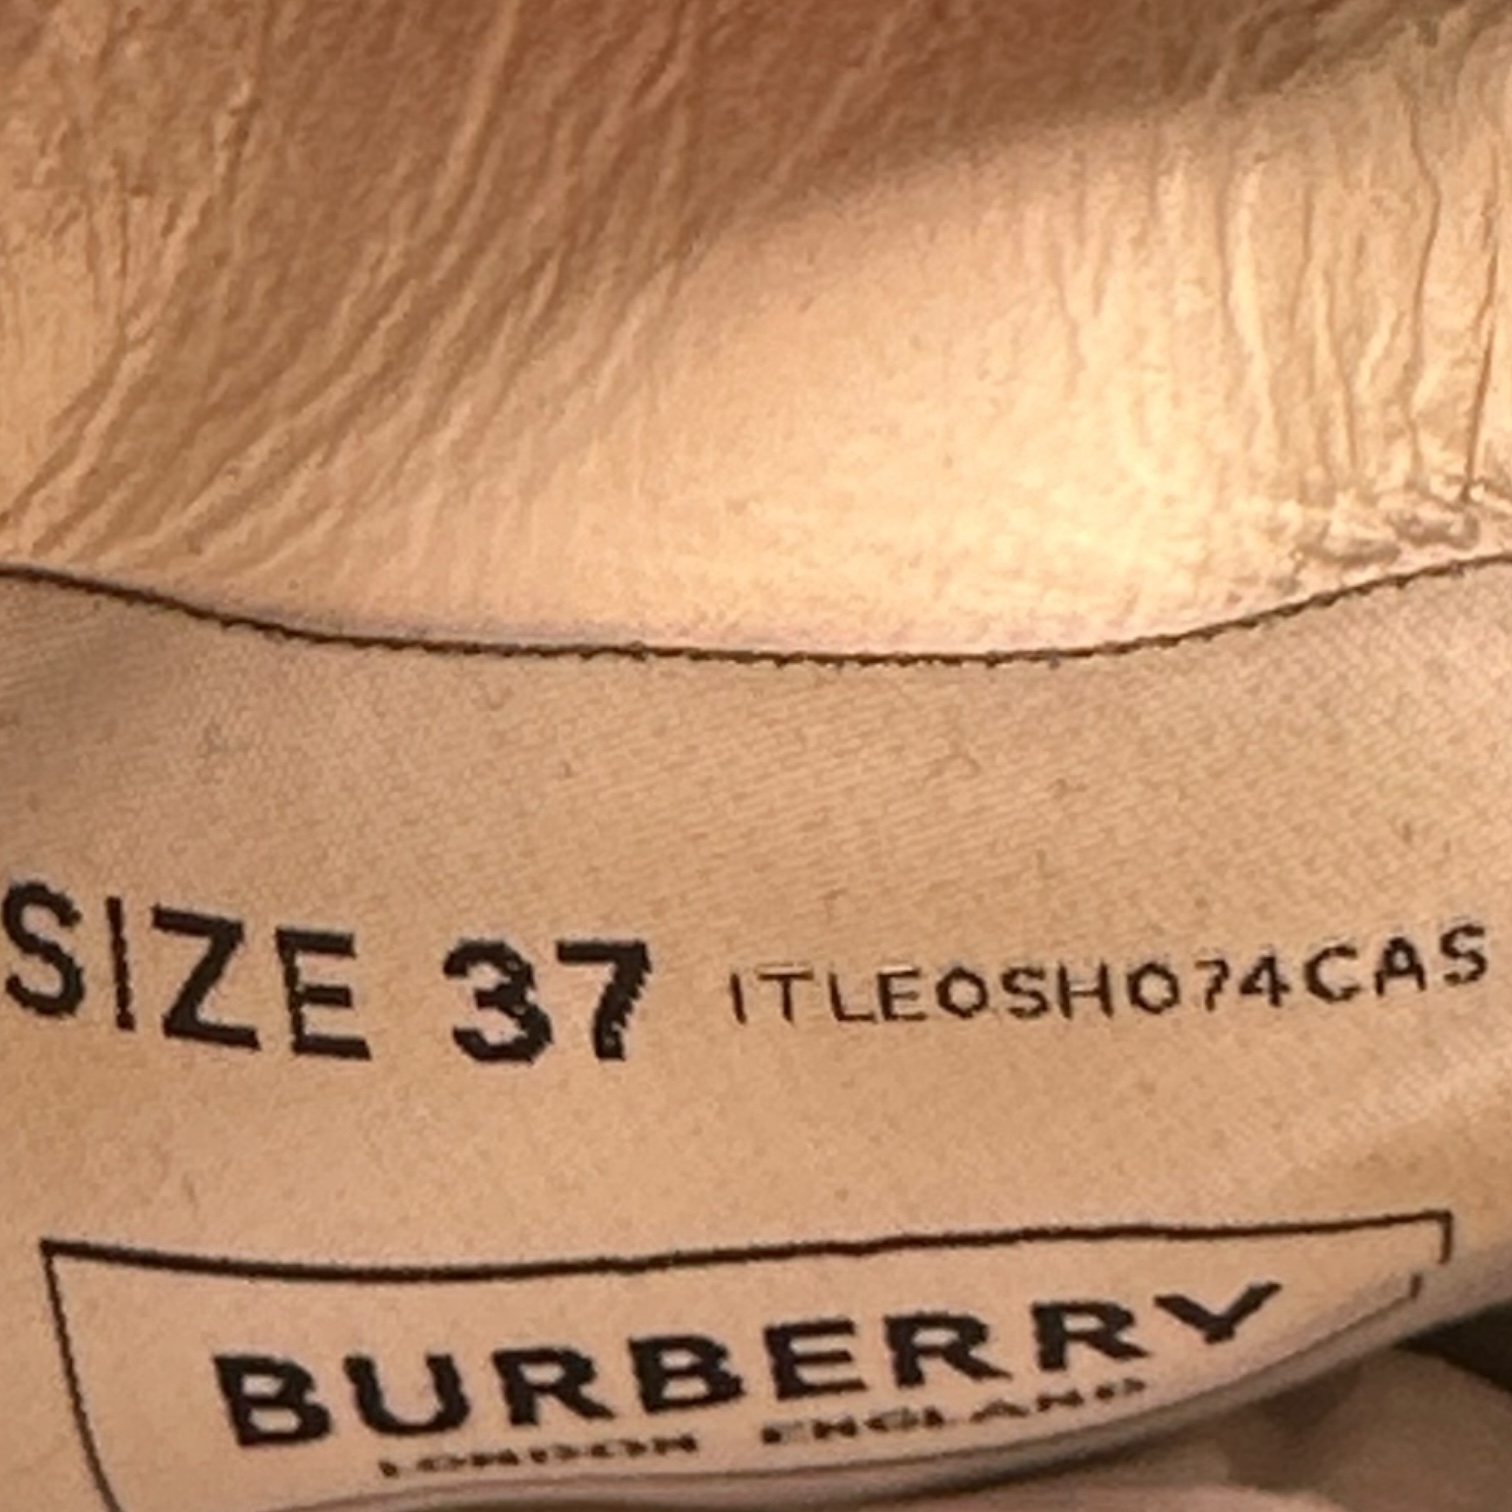 SIZE 37 ITLEOSHO74CAS
BURBERRY
LONDON ENGLAND